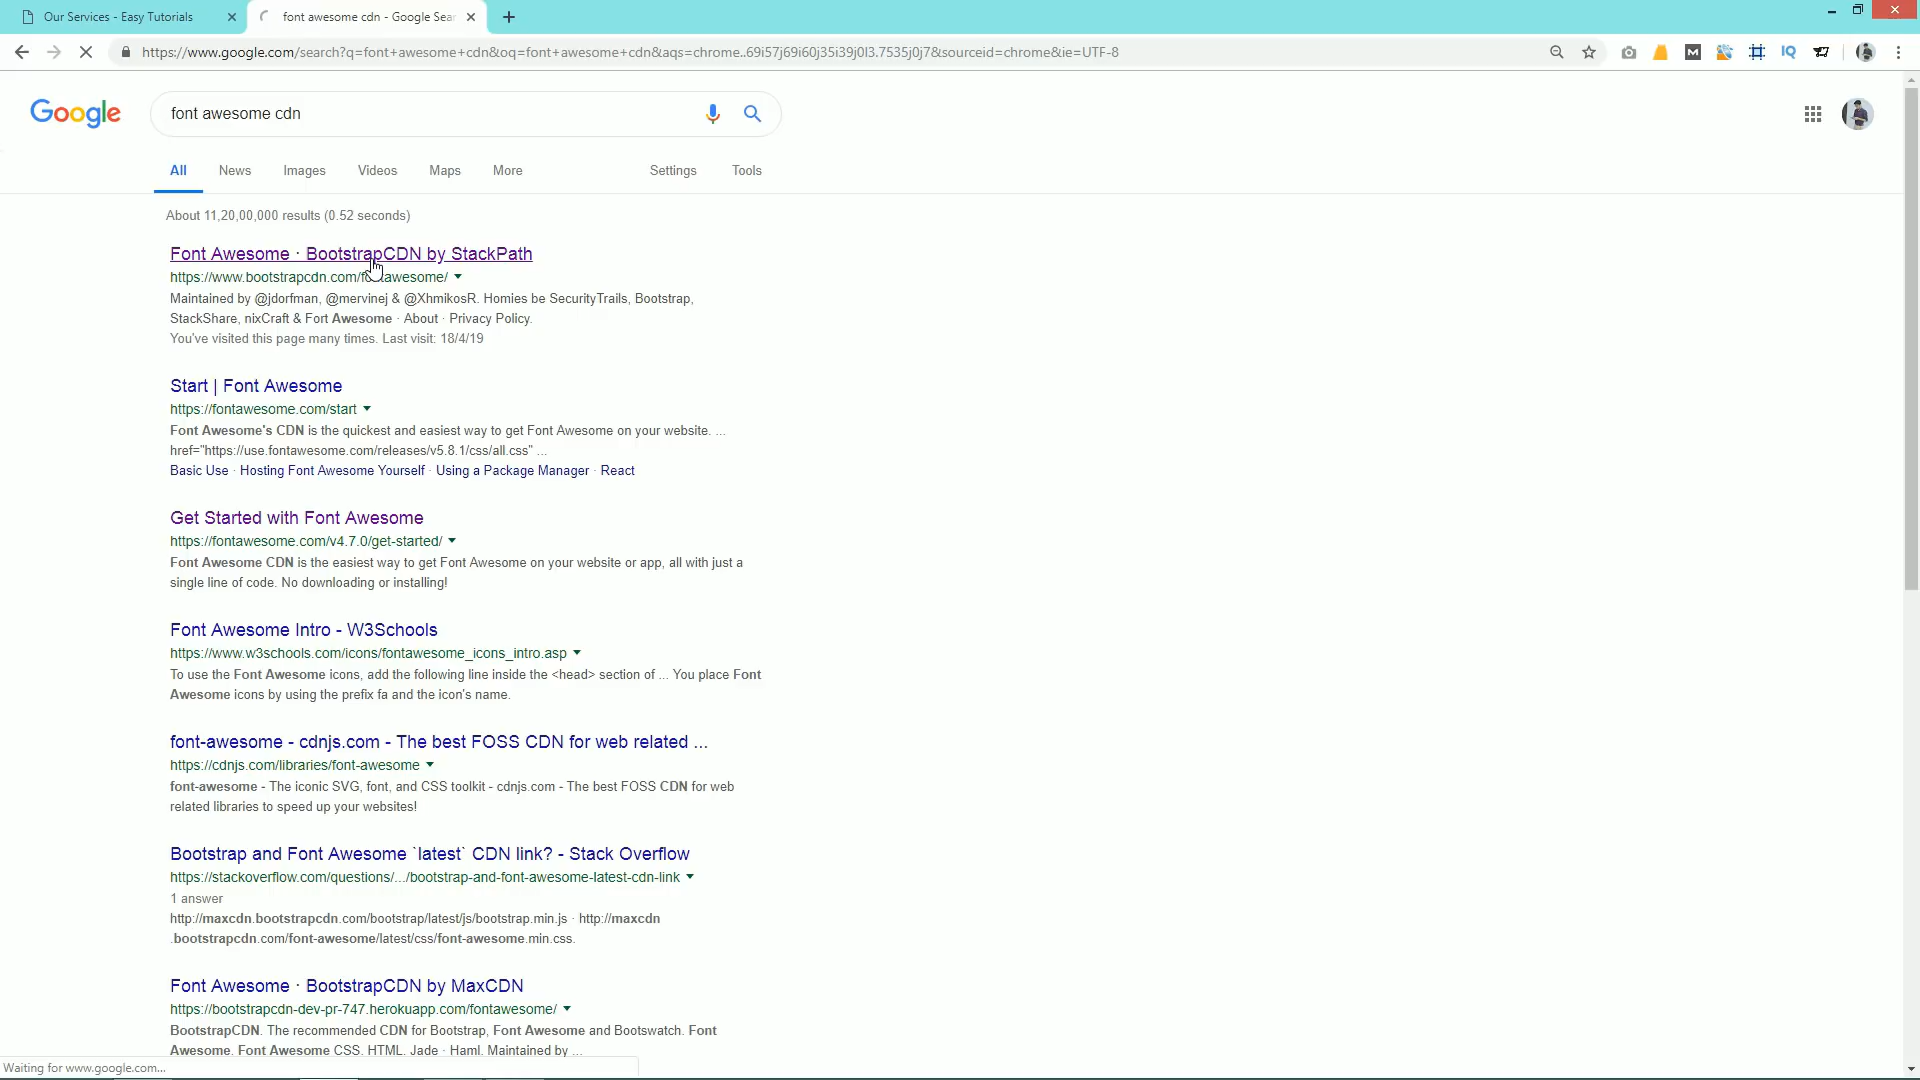 Our Services - Easy Tutorials
font awesome cdn - Google Sear
https://www.google.com/search?q=font+awesome+cdn&oq=font+awesome+cdn&aqs=chrome..69i57j69i60j35i39j0l3.7535j0j7&sourceid=chrome&ie=UTF-8
Google
font awesome cdn
All News Images Videos Maps More Settings Tools
About 11,20,00,000 results (0.52 seconds)
Font Awesome · BootstrapCDN by StackPath
https://www.bootstrapcdn.com/fontawesome/
Maintained by @jdorfman, @mervinej & @XhmikosR. Homies be SecurityTrails, Bootstrap,
StackShare, nixCraft & Fort Awesome · About · Privacy Policy.
You've visited this page many times. Last visit: 18/4/19
Start | Font Awesome
https://fontawesome.com/start
Font Awesome's CDN is the quickest and easiest way to get Font Awesome on your website. ...
href="https://use.fontawesome.com/releases/v5.8.1/css/all.css" ...
Basic Use · Hosting Font Awesome Yourself · Using a Package Manager · React
Get Started with Font Awesome
https://fontawesome.com/v4.7.0/get-started/
Font Awesome CDN is the easiest way to get Font Awesome on your website or app, all with just a
single line of code. No downloading or installing!
Font Awesome Intro - W3Schools
https://www.w3schools.com/icons/fontawesome_icons_intro.asp
To use the Font Awesome icons, add the following line inside the <head> section of ... You place Font
Awesome icons by using the prefix fa and the icon's name.
font-awesome - cdnjs.com - The best FOSS CDN for web related ...
https://cdnjs.com/libraries/font-awesome
font-awesome - The iconic SVG, font, and CSS toolkit - cdnjs.com - The best FOSS CDN for web
related libraries to speed up your websites!
Bootstrap and Font Awesome `latest` CDN link? - Stack Overflow
https://stackoverflow.com/questions/.../bootstrap-and-font-awesome-latest-cdn-link
1 answer
http://maxcdn.bootstrapcdn.com/bootstrap/latest/js/bootstrap.min.js · http://maxcdn
.bootstrapcdn.com/font-awesome/latest/css/font-awesome.min.css.
Font Awesome · BootstrapCDN by MaxCDN
https://bootstrapcdn-dev-pr-747.herokuapp.com/fontawesome/
BootstrapCDN. The recommended CDN for Bootstrap, Font Awesome and Bootswatch. Font
Awesome. Font Awesome CSS. HTML. Jade · Haml. Maintained by ...
Waiting for www.google.com...